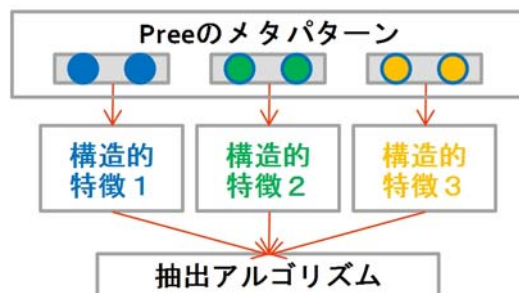 Preeのメタパターン
構造的
特徴１
構造的
特徴２
構造的
特徴３
抽出アルゴリズム